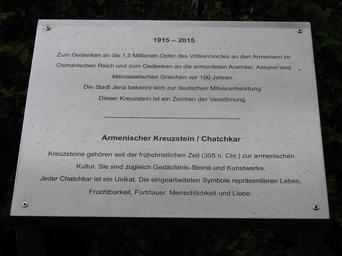 1915 – 2015
Zum Gedenken an die 1,5 Millionen Opfer des Völkermordes an den Armeniern im
Osmanischen Reich und zum Gedenken an die ermordeten Aramäer, Assyrer und
kleinasiatischen Griechen vor 100 Jahren.
Die Stadt Jena bekennt sich zur deutschen Mitverantwortung.
Dieser Kreuzstein ist ein Zeichen der Versöhnung.
Armenischer Kreuzstein / Chatchkar
Kreuzsteine gehören seit der frühchristlichen Zeit (305 n. Chr.) zur armenischen
Kultur. Sie sind zugleich Gedächtnis-Steine und Kunstwerke.
Jeder Chatchkar ist ein Unikat. Die eingearbeiteten Symbole repräsentieren Leben,
Fruchtbarkeit, Fortdauer, Menschlichkeit und Liebe.